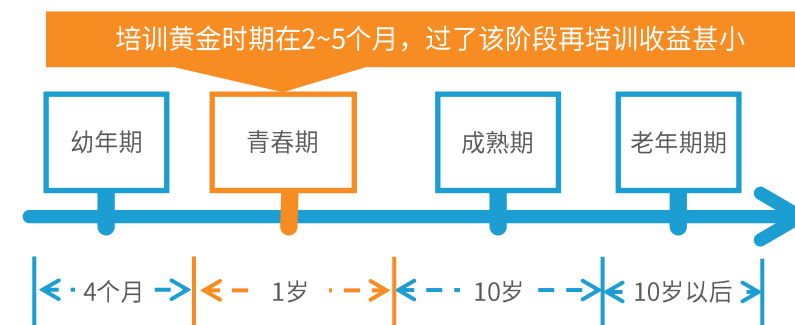 培训黄金时期在2~5个月，过了该阶段再培训收益甚小
幼年期
青春期
成熟期
老年期期
4个月
1岁
10岁
10岁以后